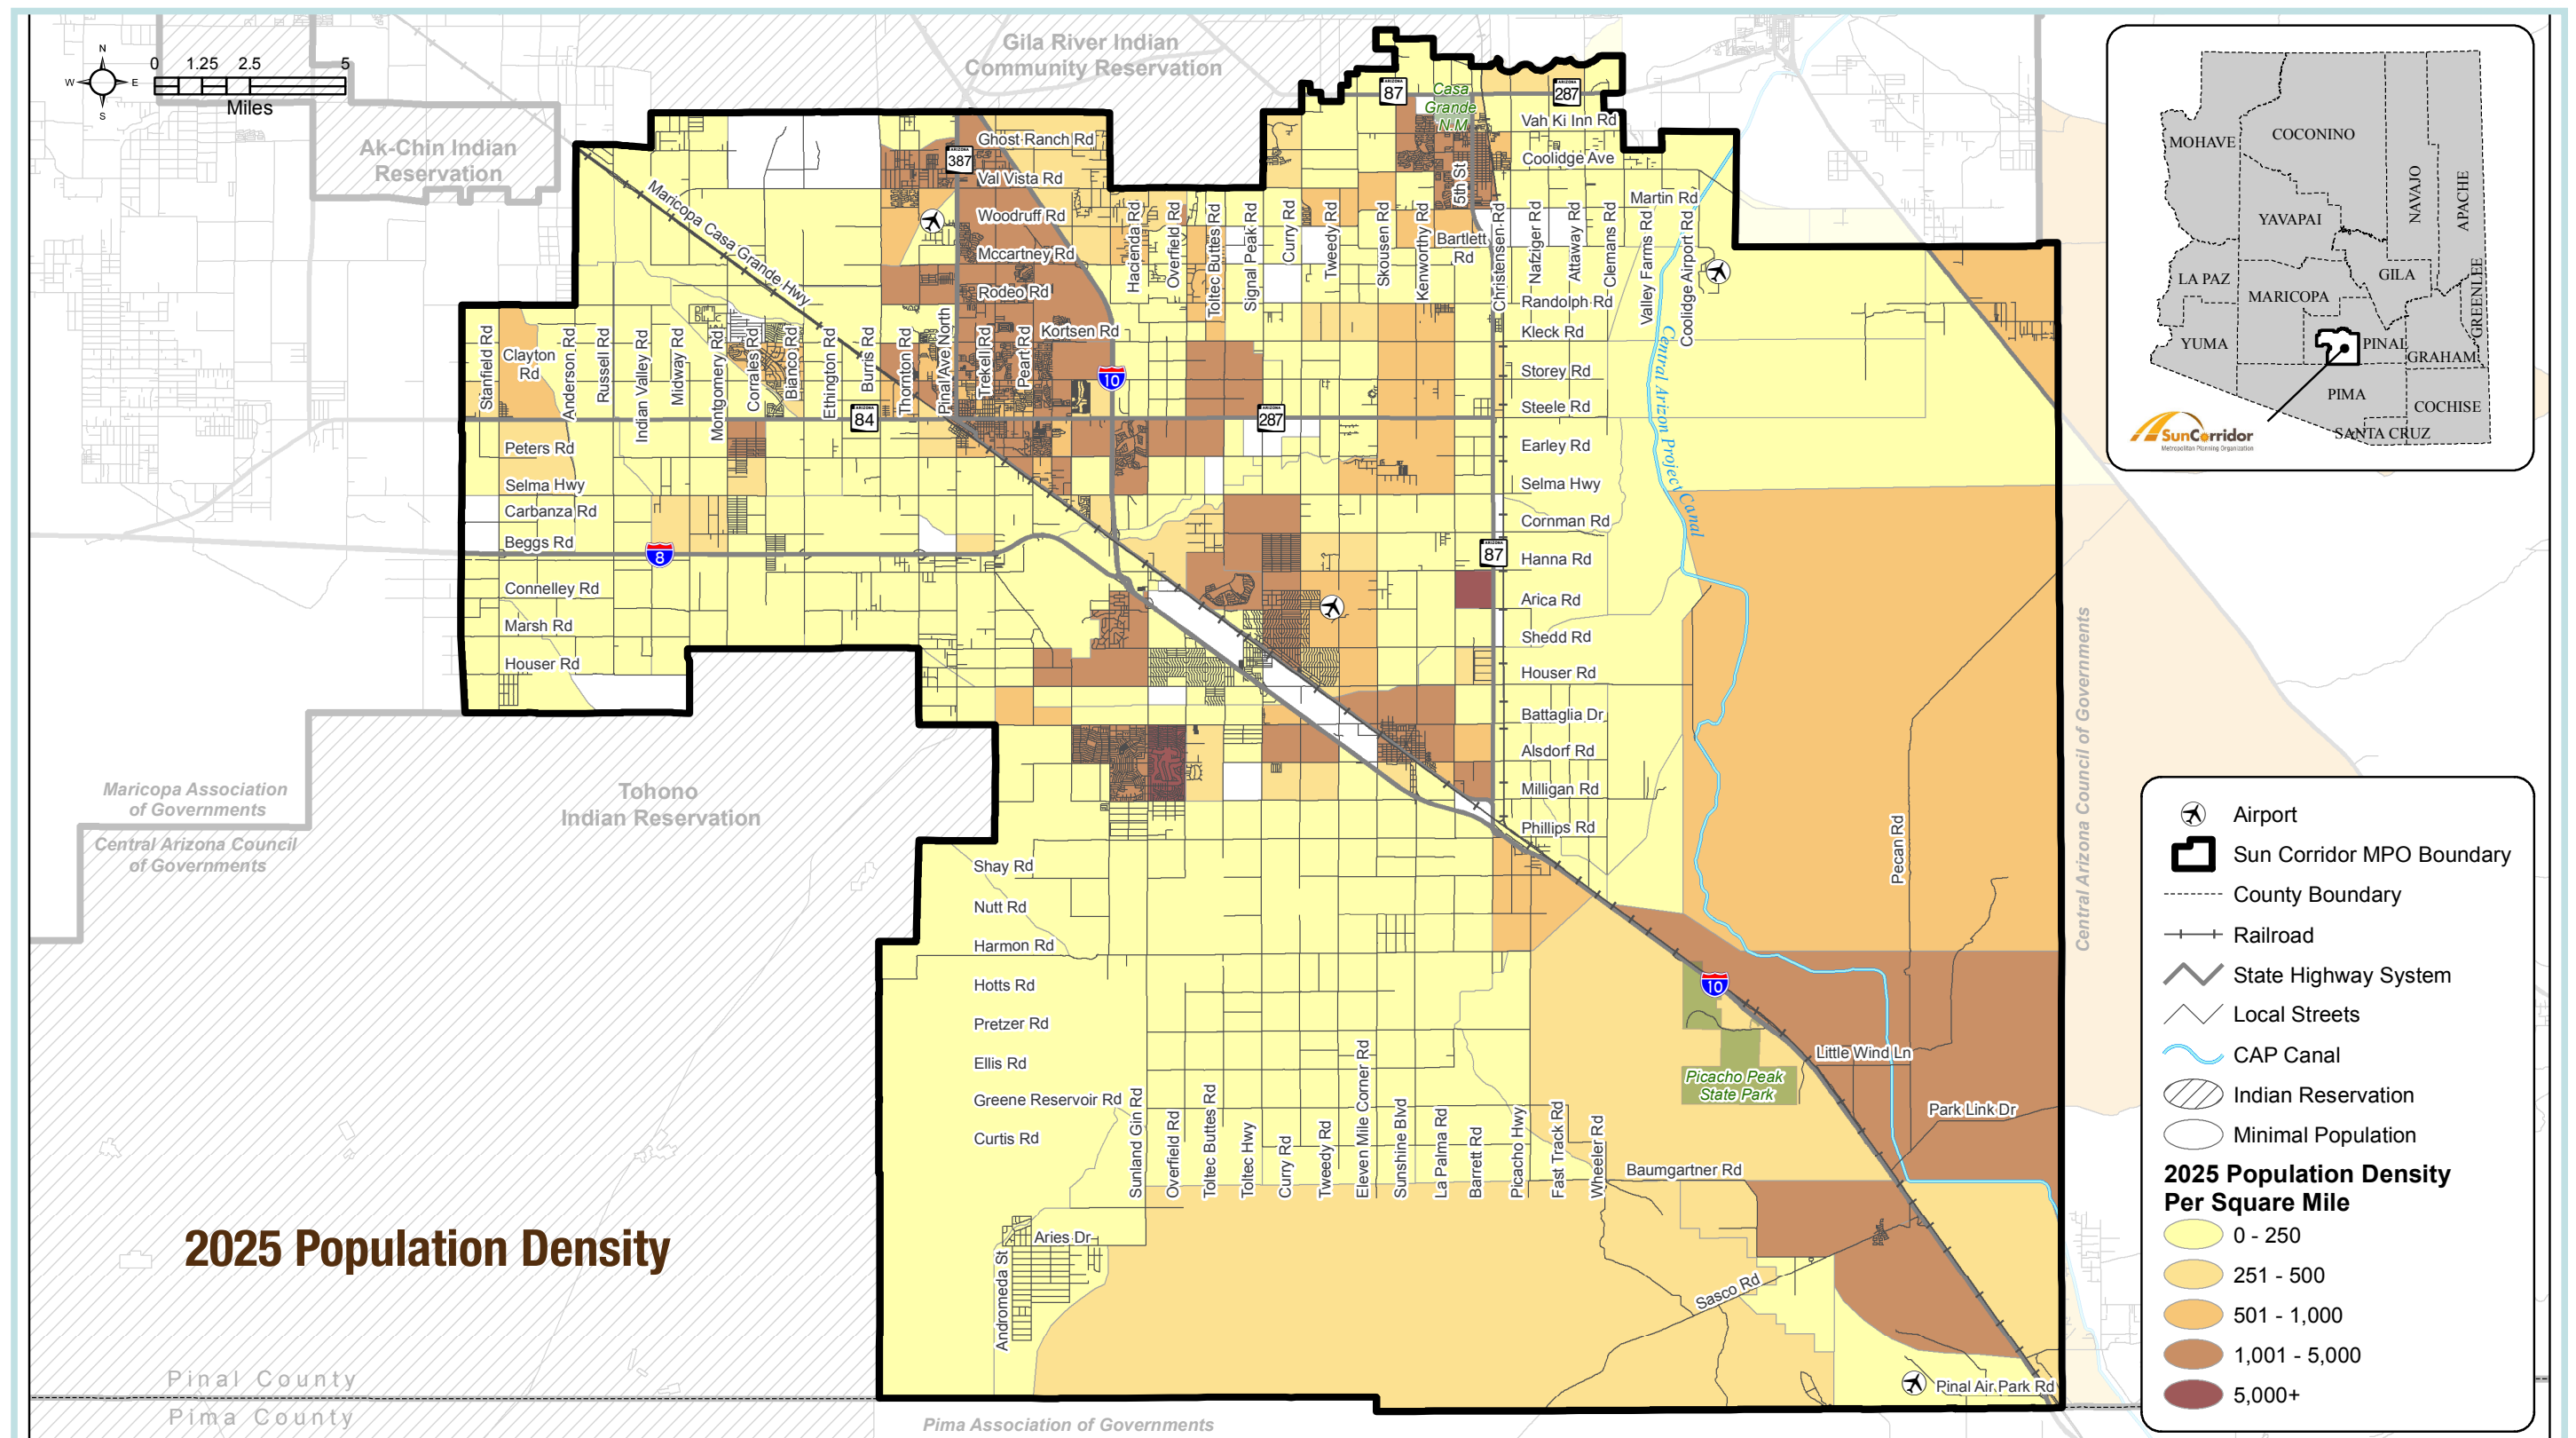 N
W
E
S
0
1.25
2.5
5
Miles
Gila River Indian
Community Reservation
Ak-Chin Indian
Reservation
ARIZONA
87
Casa
Grande
N.M.
ARIZONA
287
Vah Ki Inn Rd
Ghost Ranch Rd
ARIZONA
387
Val Vista Rd
Coolidge Ave
5th St
Maricopa Casa Grande Hwy
Martin Rd
Woodruff Rd
Mccartney Rd
Rodeo Rd
Kortsen Rd
Hacienda Rd
Overfield Rd
Toltec Buttes Rd
Signal Peak Rd
Curry Rd
Tweedy Rd
Skousen Rd
Kenworthy Rd
Bartlett
Rd
Christensen Rd
Natziger Rd
Attaway Rd
Clemans Rd
Valley Farms Rd
Coolidge Airport Rd
Randolph Rd
Kleck Rd
Storey Rd
Steele Rd
Earley Rd
Selma Hwy
Cornman Rd
Hanna Rd
Arica Rd
Shedd Rd
Houser Rd
Battaglia Dr
Alsdorf Rd
Milligan Rd
Phillips Rd
Central Arizon Project Canal
Stanfield Rd
Clayton
Rd
Anderson Rd
Russell Rd
Indian Valley Rd
Midway Rd
Montgomery Rd
Corrales Rd
Bianco Rd
Ethington Rd
Burris Rd
Thornton Rd
Pinal Ave North
Trekell Rd
Peart Rd
10
ARIZONA
84
ARIZONA
287
Peters Rd
Selma Hwy
Carbanza Rd
Beggs Rd
8
ARIZONA
87
Connelley Rd
Marsh Rd
Houser Rd
Maricopa Association
of Governments
Central Arizona Council
of Governments
Tohono
Indian Reservation
Central Arizona Council of Governments
Pecan Rd
Shay Rd
Nutt Rd
Harmon Rd
Hotts Rd
Pretzer Rd
Ellis Rd
Greene Reservoir Rd
Curtis Rd
10
Little Wind Ln
Picacho Peak
State Park
Park Link Dr
Sunland Gin Rd
Overfield Rd
Toltec Buttes Rd
Toltec Hwy
Curry Rd
Tweedy Rd
Eleven Mile Corner Rd
Sunshine Blvd
La Palma Rd
Barrett Rd
Picacho Hwy
Fast Track Rd
Wheeler Rd
Baumgartner Rd
Aries Dr
Andromeda St
Sasco Rd
Pinal Air Park Rd
2025 Population Density
Pinal County
Pima County
Pima Association of Governments
MOHAVE
COCONINO
NAVAJO
APACHE
YAVAPAI
LA PAZ
GILA
GREENLEE
MARICOPA
YUMA
PINAL
GRAHAM
PIMA
COCHISE
SANTA CRUZ
SunCorridor
Metropolitan Planning Organization
Airport
Sun Corridor MPO Boundary
County Boundary
Railroad
State Highway System
Local Streets
CAP Canal
Indian Reservation
Minimal Population
2025 Population Density
Per Square Mile
0 - 250
251 - 500
501 - 1,000
1,001 - 5,000
5,000+